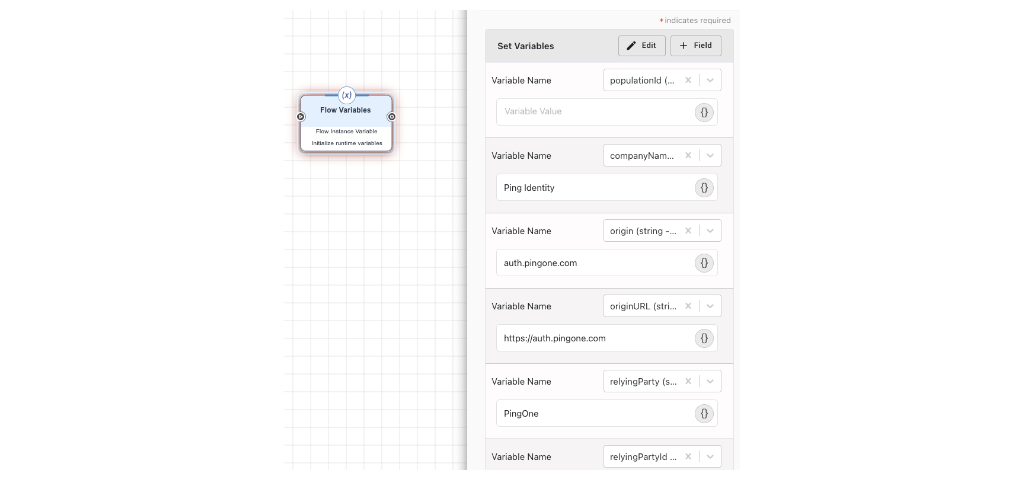 * indicates required
Set Variables
Edit
+ Field
Variable Name
populationId (...
Variable Value
{}
(x)
Flow Variables
Flow Instance Variable
Initialize runtime variables
Variable Name
companyNam...
Ping Identity
{}
Variable Name
origin (string -...
auth.pingone.com
{}
Variable Name
originURL (stri...
https://auth.pingone.com
{}
Variable Name
relyingParty (s...
PingOne
{}
Variable Name
relyingPartyId ...